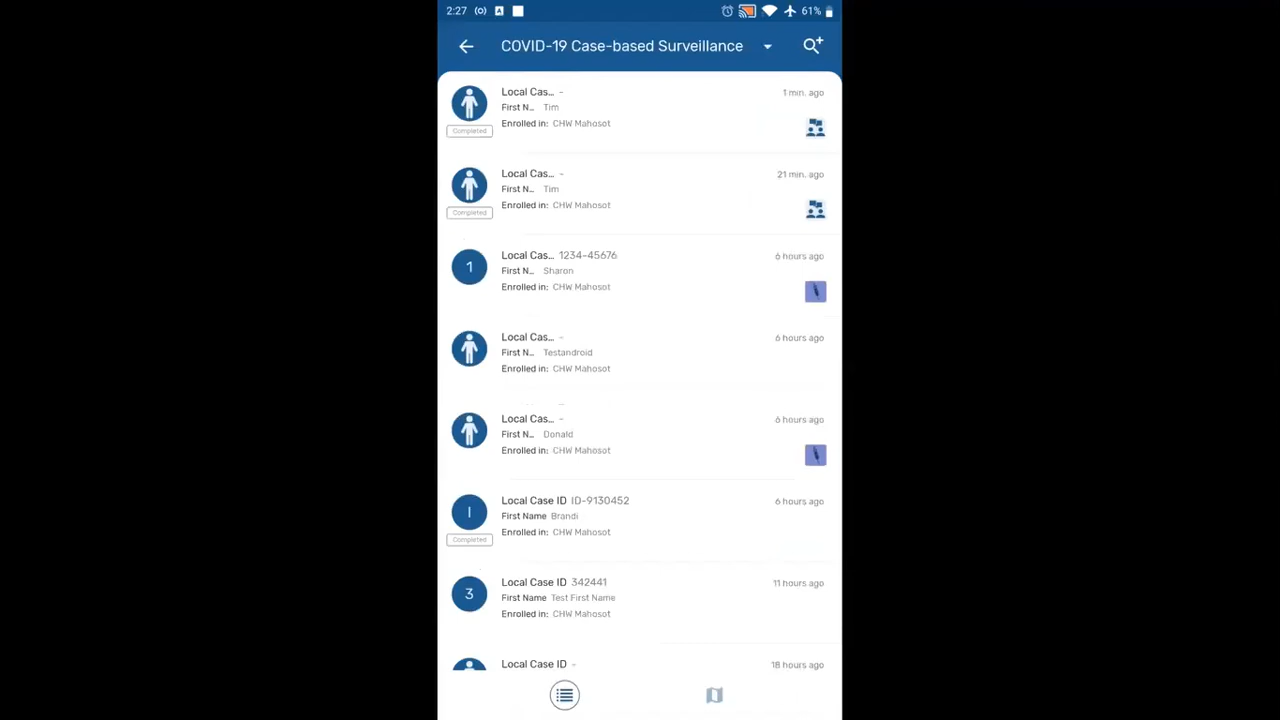 2:27 61%
COVID-19 Case-based Surveillance
Local Cas... - 1 min. ago
First N... Tim
Enrolled in: CHW Mahosot
Completed
Local Cas... - 21 min. ago
First N... Tim
Enrolled in: CHW Mahosot
Completed
Local Cas... 1234-45676 6 hours ago
1
First N... Sharon
Enrolled in: CHW Mahosot
Local Cas... - 6 hours ago
First N... Testandroid
Enrolled in: CHW Mahosot
Local Cas... - 6 hours ago
First N... Donald
Enrolled in: CHW Mahosot
Local Case ID ID-9130452 6 hours ago
I
First Name Brandi
Enrolled in: CHW Mahosot
Completed
Local Case ID 342441 11 hours ago
3
First Name Test First Name
Enrolled in: CHW Mahosot
Local Case ID - 18 hours ago